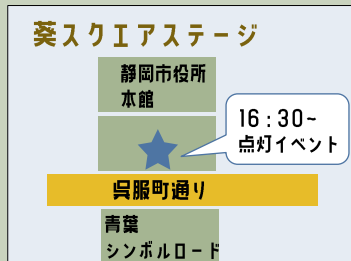 葵スクエアステージ
静岡市役所
本館
16:30~
点灯イベント
呉服町通り
青葉
シンボルロード